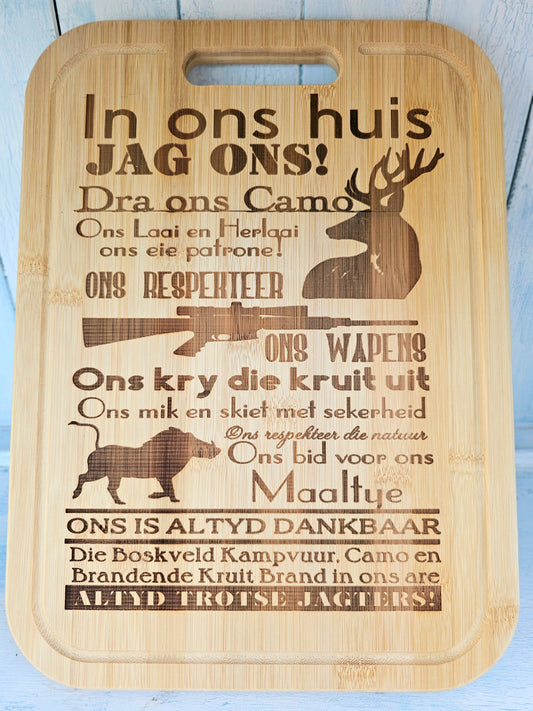 In ons huis
JAG ONS!
Dra ons Camo
Ons Laai en Herlaai
ons eie patrone!
ONS RESPEKTEER
ONS WAPENS
Ons kry die kruit uit
Ons mik en skiet met sekerheid
Ons respekteer die natuur
Ons bid voor ons
Maaltye
ONS IS ALTYD DANKBAAR
Die Boskveld Kampvuur, Camo en
Brandende Kruit Brand in ons are
ALTYD TROTSE JAGTERS!